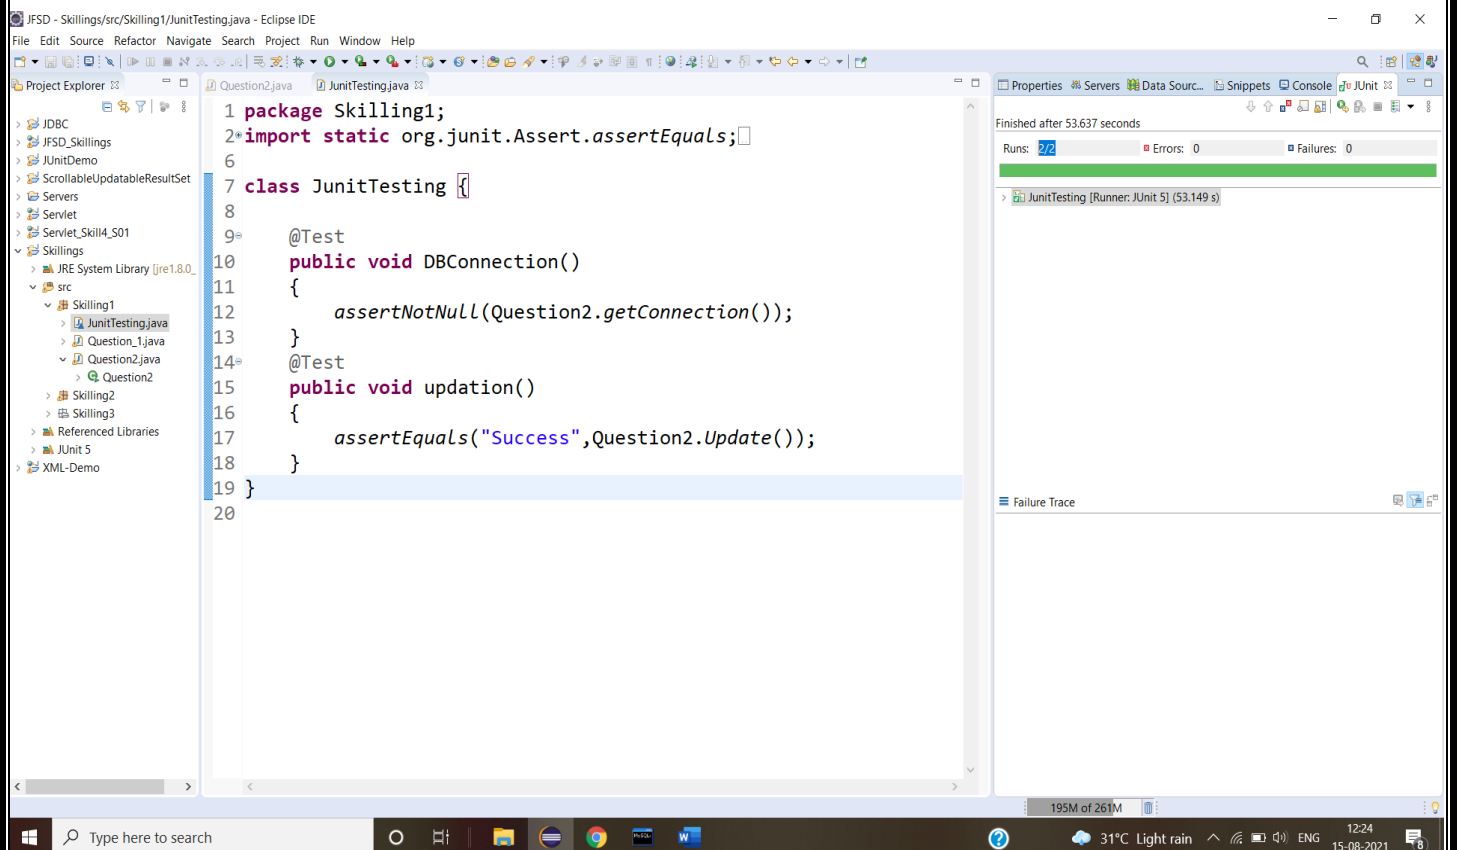 JFSD - Skillings/src/Skilling1/JunitTesting.java - Eclipse IDE
File Edit Source Refactor Navigate Search Project Run Window Help
Project Explorer
JDBC
JFSD_Skillings
JUnitDemo
ScrollableUpdatableResultSet
Servers
Servlet
Servlet_Skill4_S01
Skillings
JRE System Library [jre1.8.0_
src
Skilling1
JunitTesting.java
Question_1.java
Question2.java
Question2
Skilling2
Skilling3
Referenced Libraries
JUnit 5
XML-Demo
Question2.java JunitTesting.java
1 package Skilling1;
2 import static org.junit.Assert.assertEquals;
6
7 class JunitTesting {
8
9 @Test
10 public void DBConnection()
11 {
12 assertNotNull(Question2.getConnection());
13 }
14 @Test
15 public void updation()
16 {
17 assertEquals("Success",Question2.Update());
18 }
19 }
20
Properties Servers Data Sourc... Snippets Console JUnit
Finished after 53.637 seconds
Runs: 2/2 Errors: 0 Failures: 0
JunitTesting [Runner: JUnit 5] (53.149 s)
Failure Trace
195M of 261M
Type here to search
W
31°C Light rain ENG
12:24
15-08-2021
8